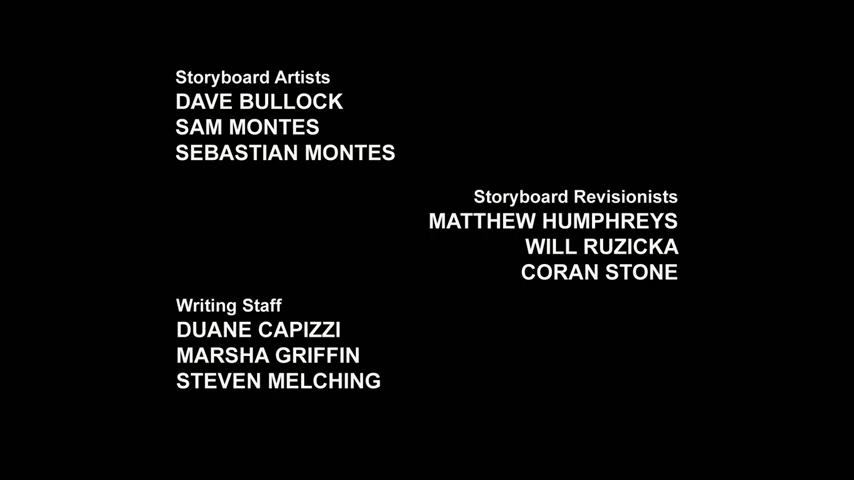 Storyboard Artists
DAVE BULLOCK
SAM MONTES
SEBASTIAN MONTES
Storyboard Revisionists
MATTHEW HUMPHREYS
WILL RUZICKA
CORAN STONE
Writing Staff
DUANE CAPIZZI
MARSHA GRIFFIN
STEVEN MELCHING